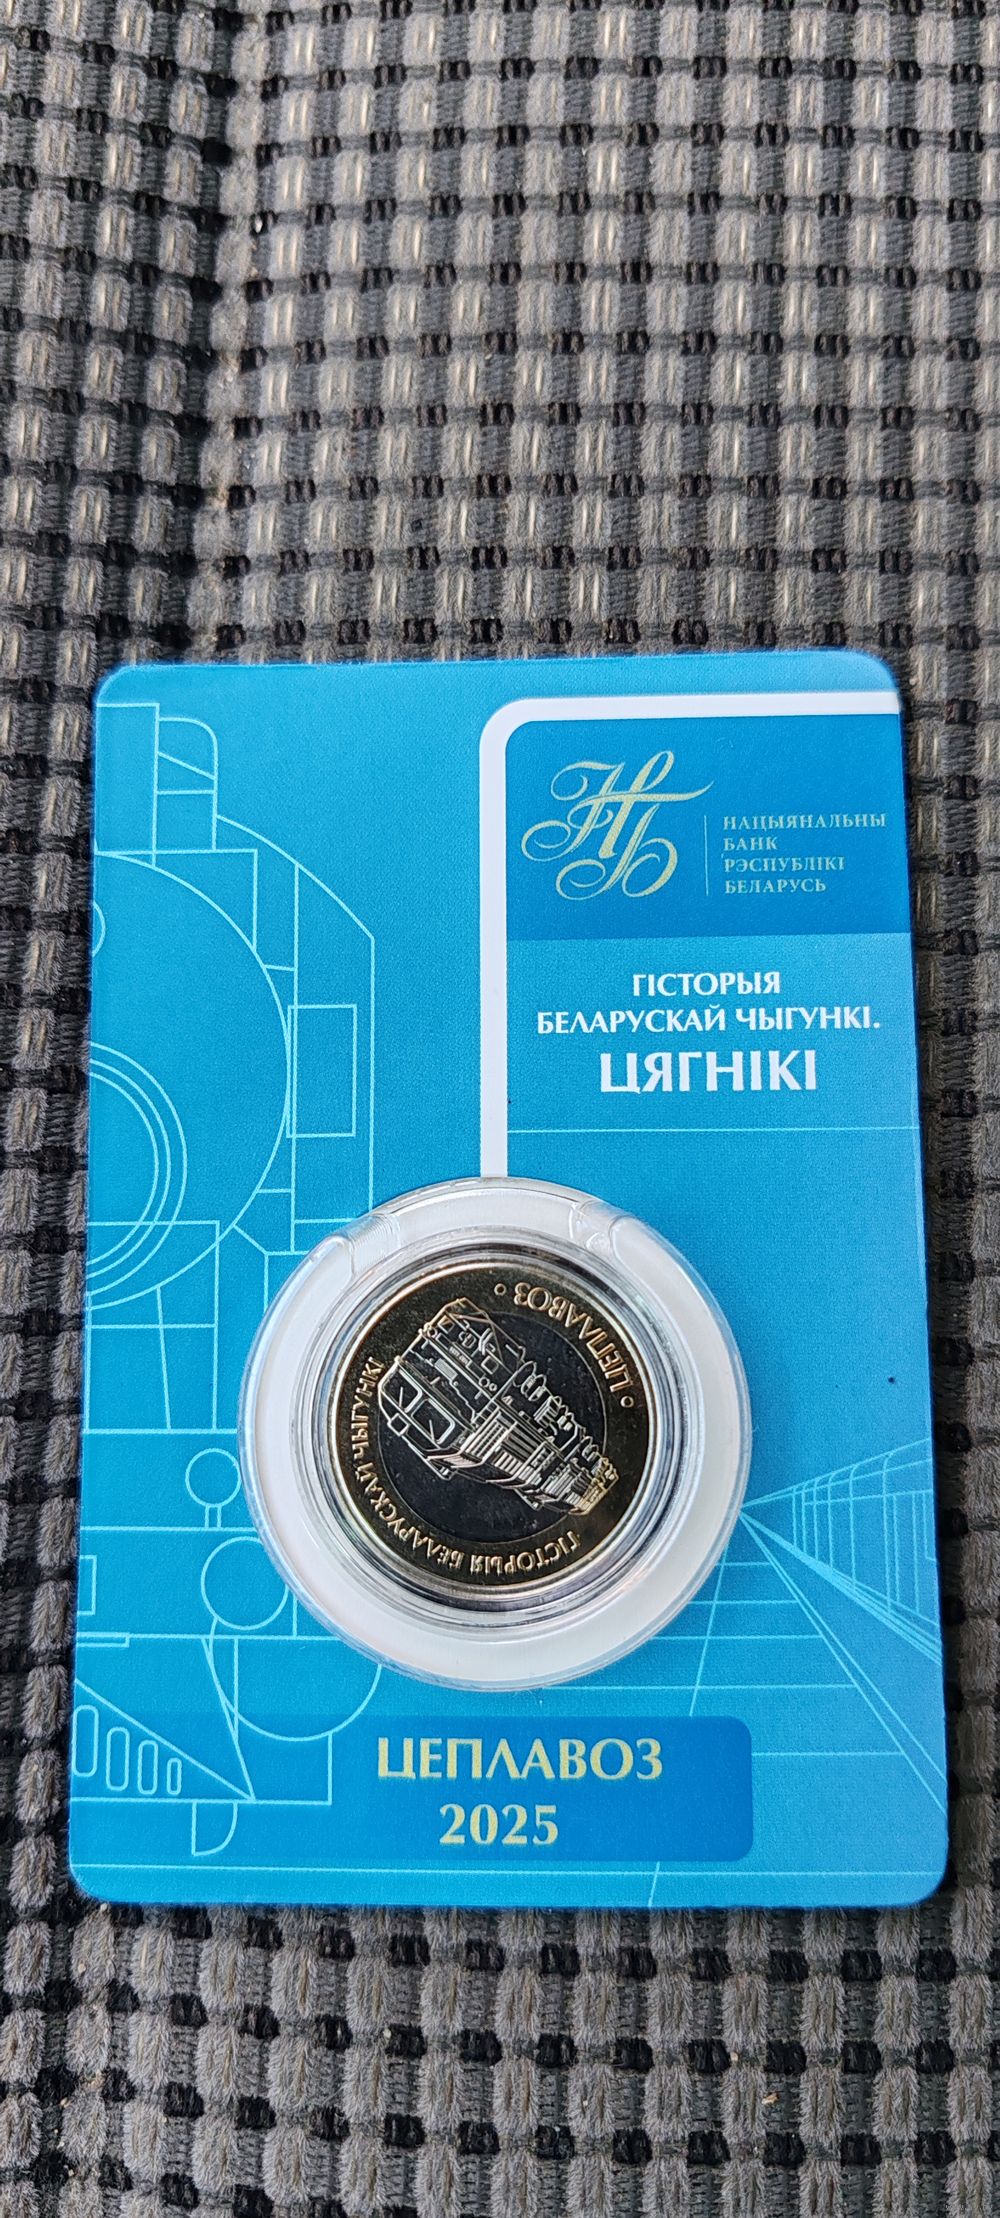 НБ
НАЦЫЯНАЛЬНЫ
БАНК
РЭСПУБЛІКІ
БЕЛАРУСЬ
ГІСТОРЫЯ
БЕЛАРУСКАЙ ЧЫГУНКІ.
ЦЯГНІКІ
ГІСТОРЫЯ БЕЛАРУСКАЙ ЧЫГУНКІ
ЦЕПЛАВОЗ
ЦЕПЛАВОЗ
2025